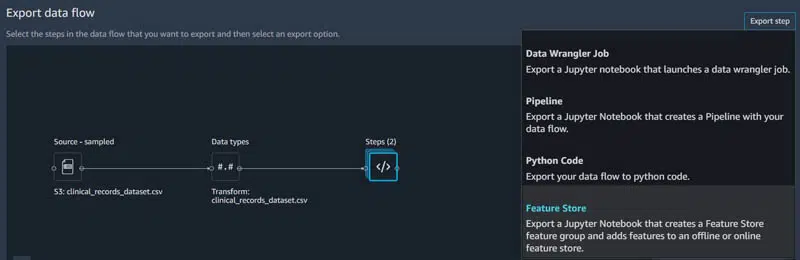 Export data flow
Export step
Select the steps in the data flow that you want to export and then select an export option.
Data Wrangler Job
Export a Jupyter notebook that launches a data wrangler job.
Pipeline
Export a Jupyter Notebook that creates a Pipeline with your
data flow.
Source - sampled
Data types
Steps (2)
#.#
</>
S3: clinical_records_dataset.csv
Transform:
clinical_records_dataset.csv
Python Code
Export your data flow to python code.
Feature Store
Export a Jupyter Notebook that creates a Feature Store
feature group and adds features to an offline or online
feature store.